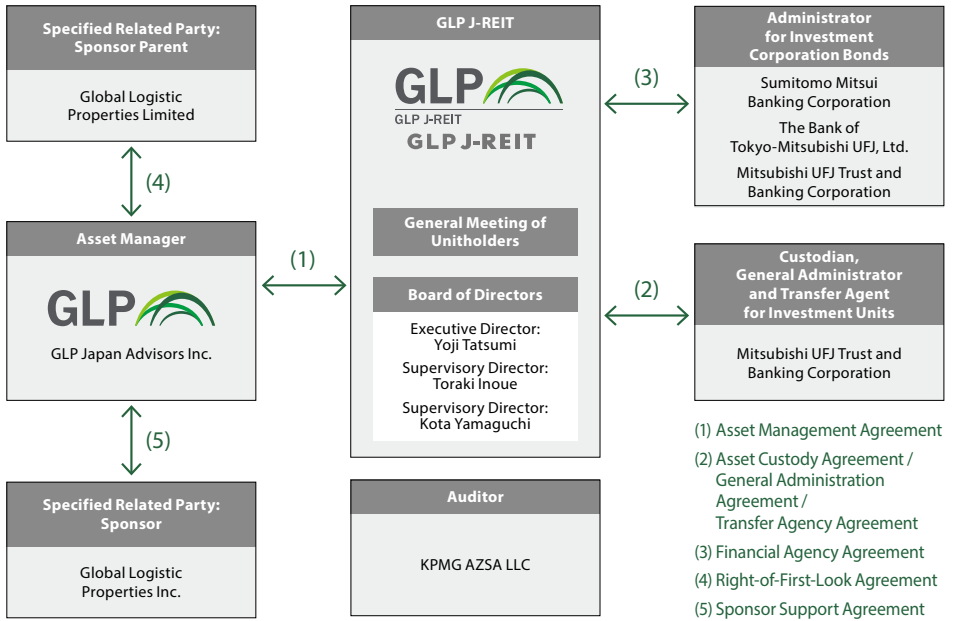 Specified Related Party:
Sponsor Parent
Global Logistic
Properties Limited
(4)
Asset Manager
GLP
GLP Japan Advisors Inc.
(5)
Specified Related Party:
Sponsor
Global Logistic
Properties Inc.
(1)
GLP J-REIT
GLP
GLP J-REIT
GLP J-REIT
General Meeting of
Unitholders
Board of Directors
Executive Director:
Yoji Tatsumi
Supervisory Director:
Toraki Inoue
Supervisory Director:
Kota Yamaguchi
Auditor
KPMG AZSA LLC
(3)
Administrator
for Investment
Corporation Bonds
Sumitomo Mitsui
Banking Corporation
The Bank of
Tokyo-Mitsubishi UFJ, Ltd.
Mitsubishi UFJ Trust and
Banking Corporation
(2)
Custodian,
General Administrator
and Transfer Agent
for Investment Units
Mitsubishi UFJ Trust and
Banking Corporation
(1) Asset Management Agreement
(2) Asset Custody Agreement /
General Administration
Agreement /
Transfer Agency Agreement
(3) Financial Agency Agreement
(4) Right-of-First-Look Agreement
(5) Sponsor Support Agreement